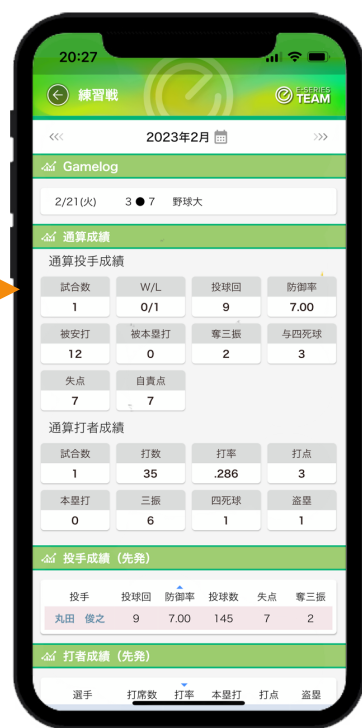 20:27
練習戦
E-SERIES
TEAM
<<< 2023年2月 >>>
Gamelog
2/21(火) 3 ● 7 野球大
通算成績
通算投手成績
試合数 W/L 投球回 防御率
1 0/1 9 7.00
被安打 被本塁打 奪三振 与四死球
12 0 2 3
失点 自責点
7 7
通算打者成績
試合数 打数 打率 打点
1 35 .286 3
本塁打 三振 四死球 盗塁
0 6 1 1
投手成績（先発）
投手 投球回 防御率 投球数 失点 奪三振
丸田 俊之 9 7.00 145 7 2
打者成績（先発）
選手 打席数 打率 本塁打 打点 盗塁